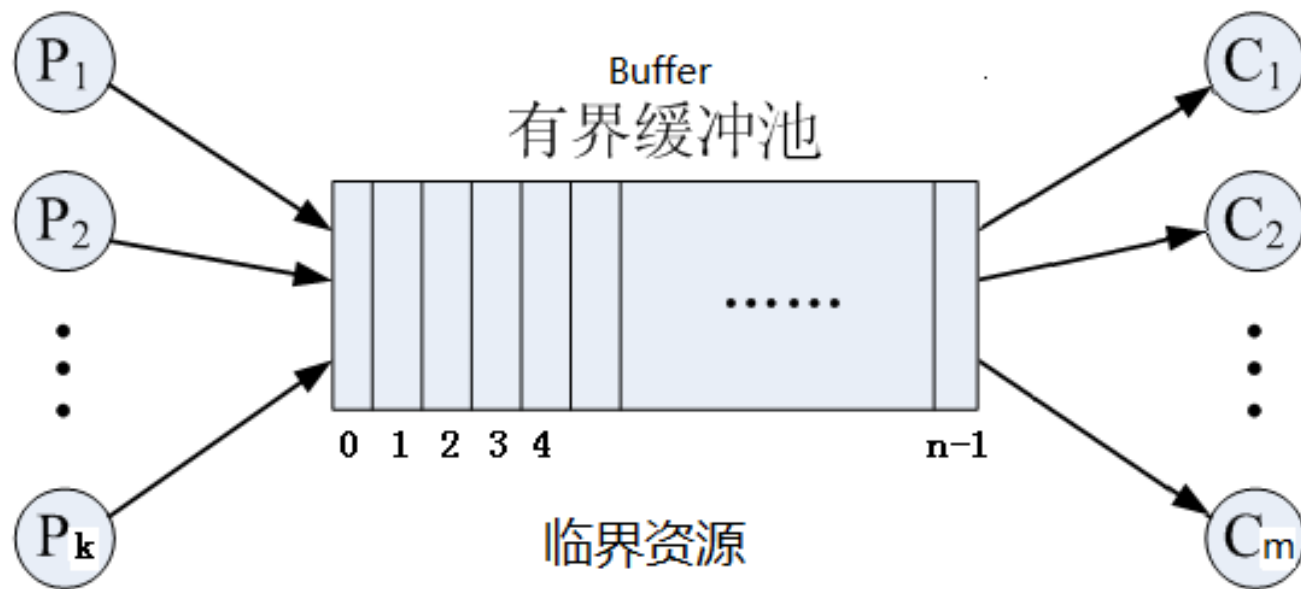 P1
Buffer
C1
有界缓冲池
P2
C2
......
0 1 2 3 4 n-1
Pk
临界资源
Cm